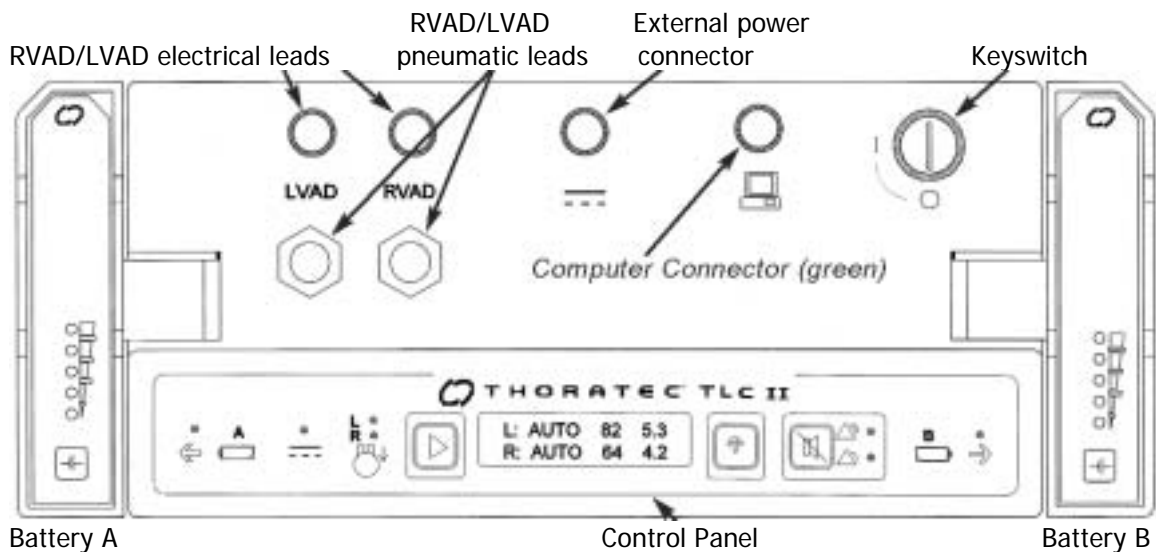 RVAD/LVAD electrical leads
RVAD/LVAD
pneumatic leads
External power
connector
Keyswitch
LVAD
RVAD
Computer Connector (green)
THORATEC TLC II
A
L
R
L: AUTO 82 5.3
R: AUTO 64 4.2
B
Battery A
Control Panel
Battery B